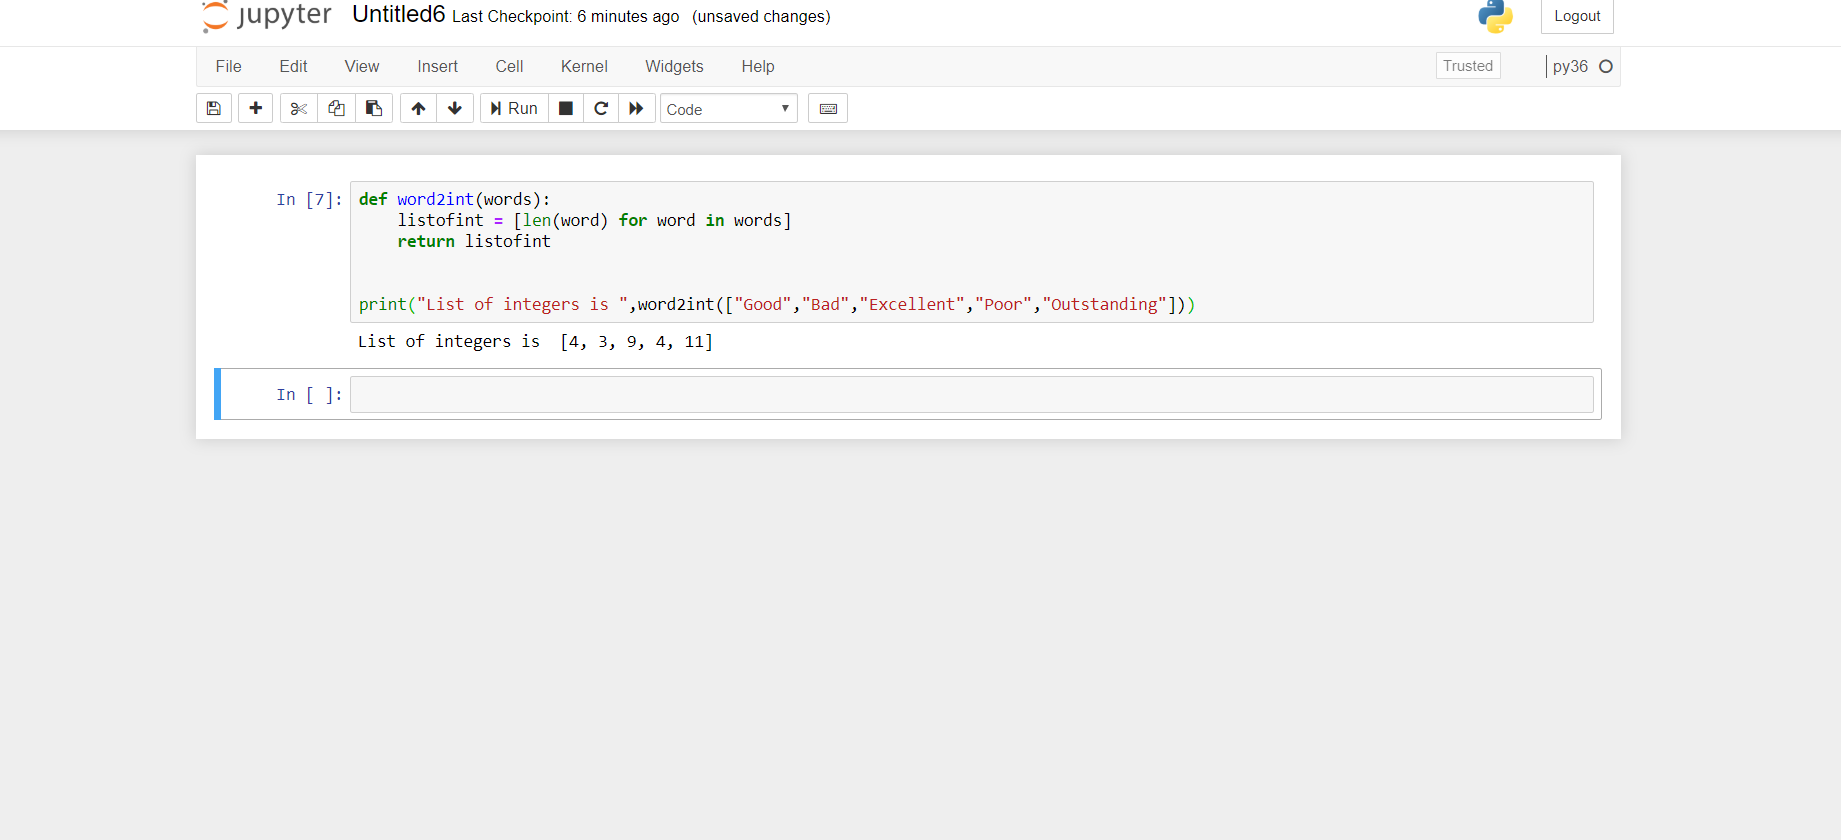 jupyter Untitled6 Last Checkpoint: 6 minutes ago (unsaved changes) Logout
File Edit View Insert Cell Kernel Widgets Help Trusted py36
Run Code
In [7]: def word2int(words):
    listofint = [len(word) for word in words]
    return listofint
print("List of integers is ",word2int(["Good","Bad","Excellent","Poor","Outstanding"]))
List of integers is  [4, 3, 9, 4, 11]
In [ ]: